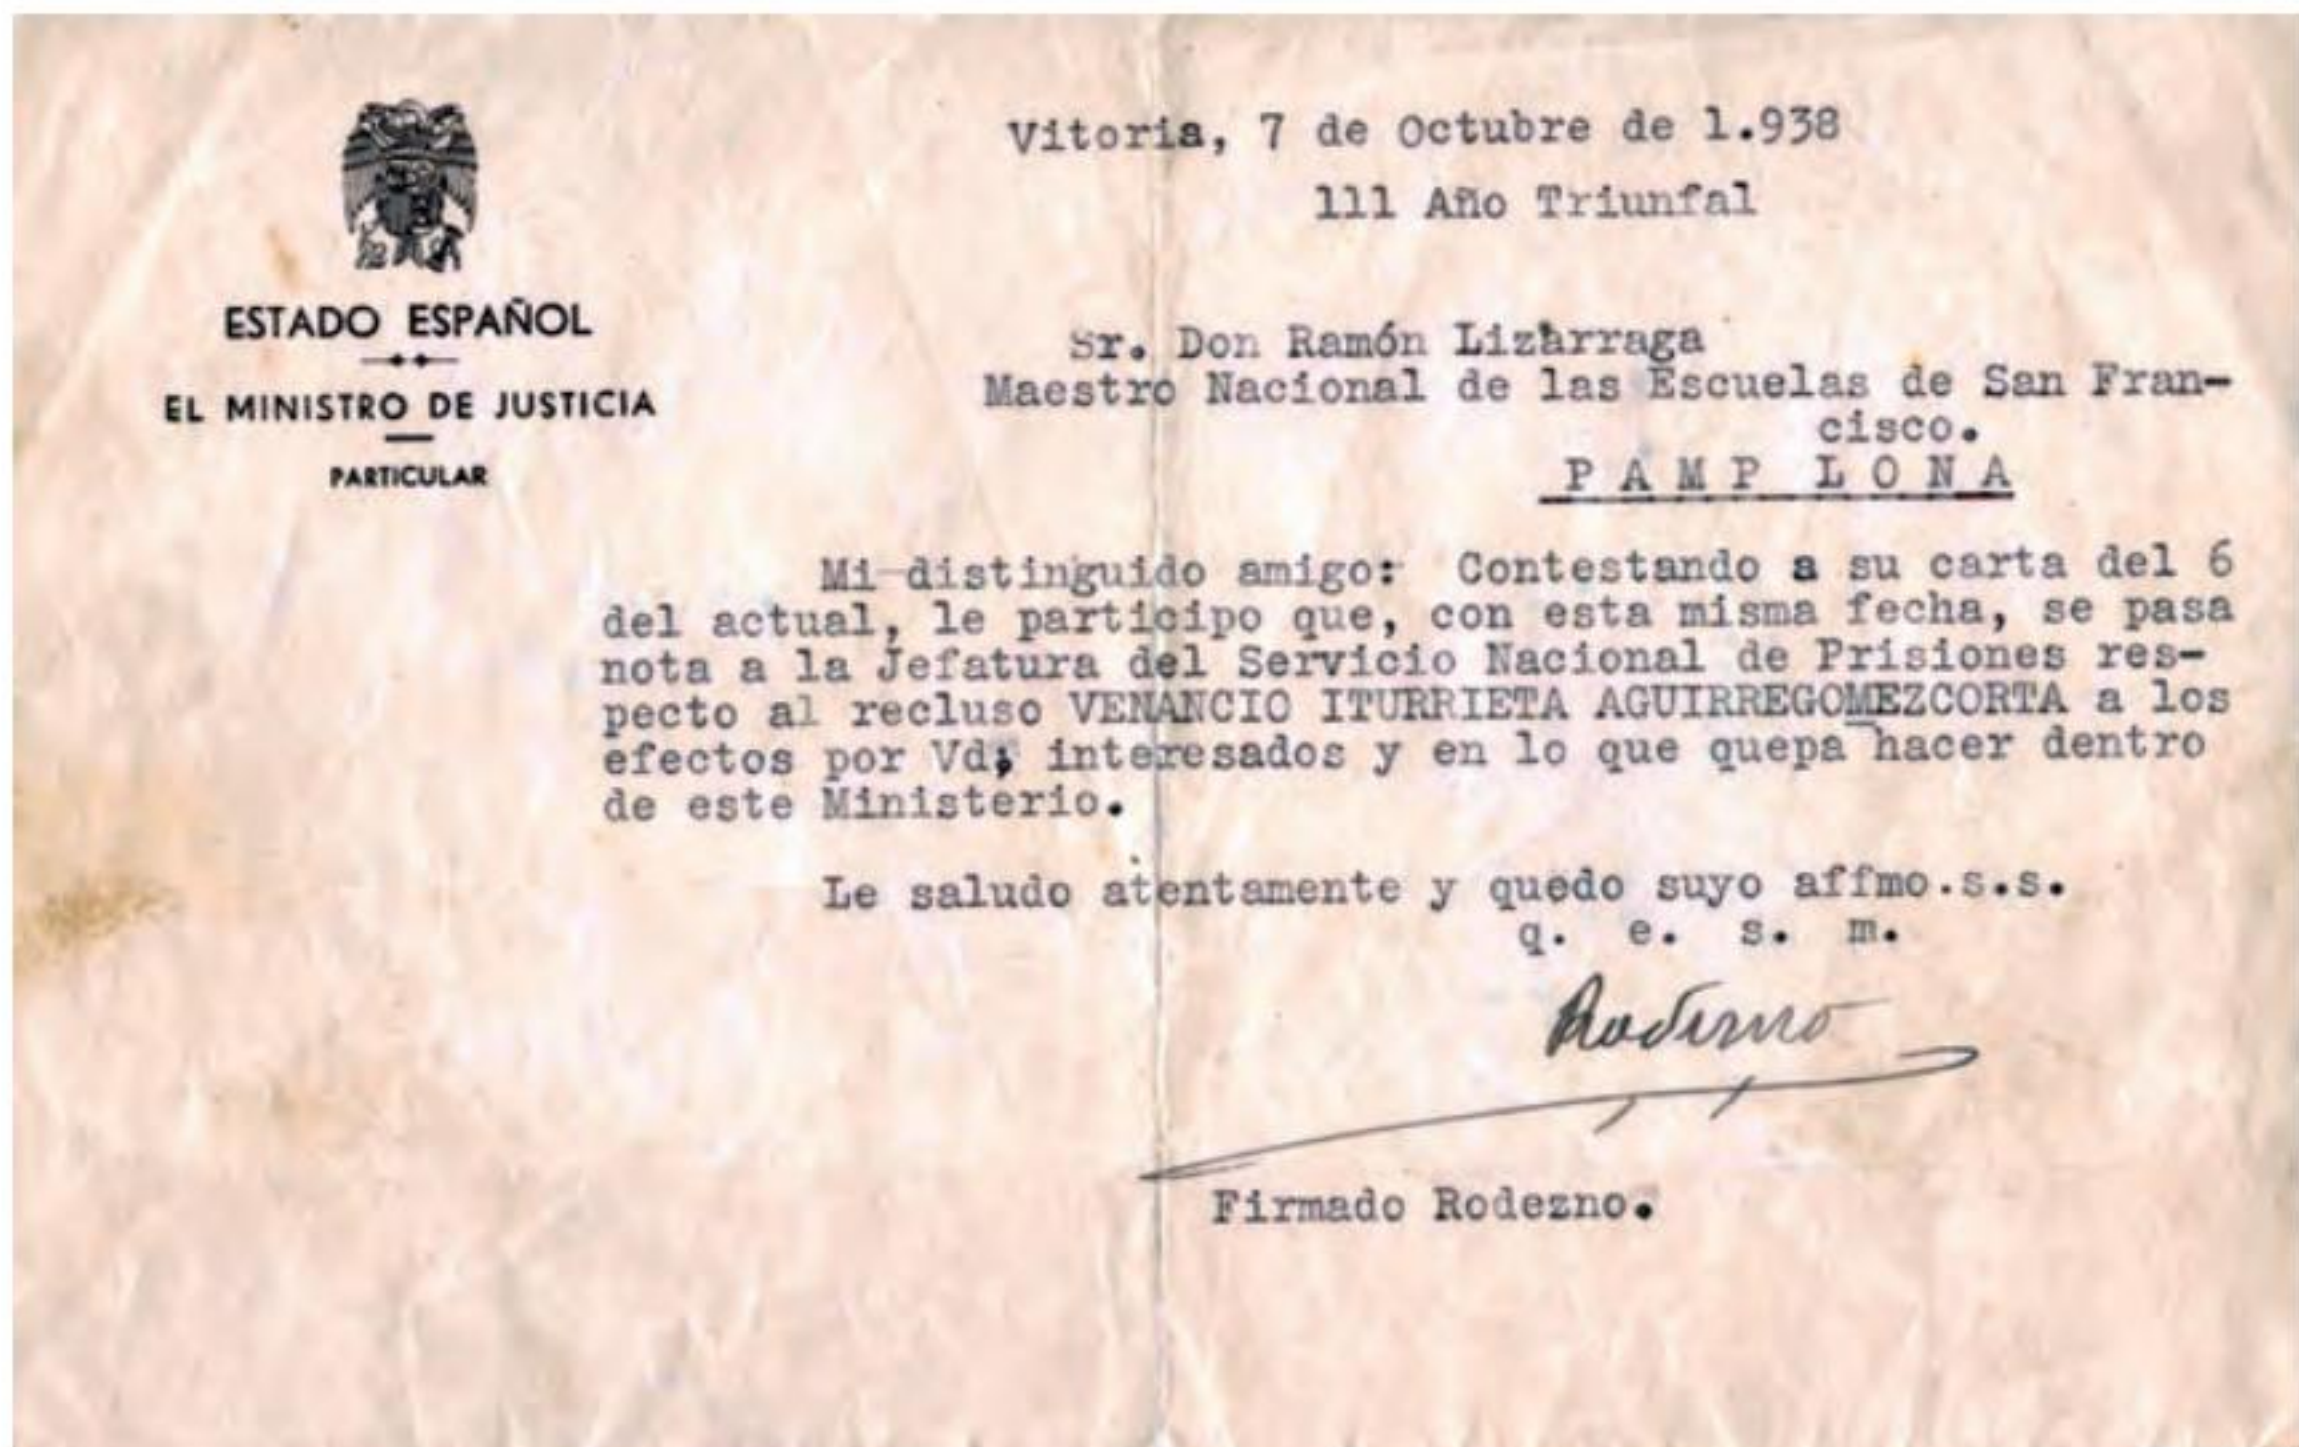 ESTADO ESPAÑOL
EL MINISTRO DE JUSTICIA
PARTICULAR
Vitoria, 7 de Octubre de 1.938
111 Año Triunfal
Sr. Don Ramón Lizarraga
Maestro Nacional de las Escuelas de San Fran-
cisco.
P A M P L O N A
Mi distinguido amigo: Contestando a su carta del 6
del actual, le participo que, con esta misma fecha, se pasa
nota a la Jefatura del Servicio Nacional de Prisiones res-
pecto al recluso VENANCIO ITURRIETA AGUIRREGOMEZCORTA a los
efectos por Vd; interesados y en lo que quepa hacer dentro
de este Ministerio.
Le saludo atentamente y quedo suyo affmo.s.s.
q. e. s. m.
Rodezno
Firmado Rodezno.